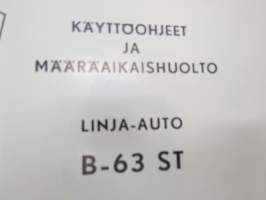 KÄYTTÖOHJEET
JA
MÄÄRÄAIKAISHUOLTO
LINJA-AUTO
B-63 ST